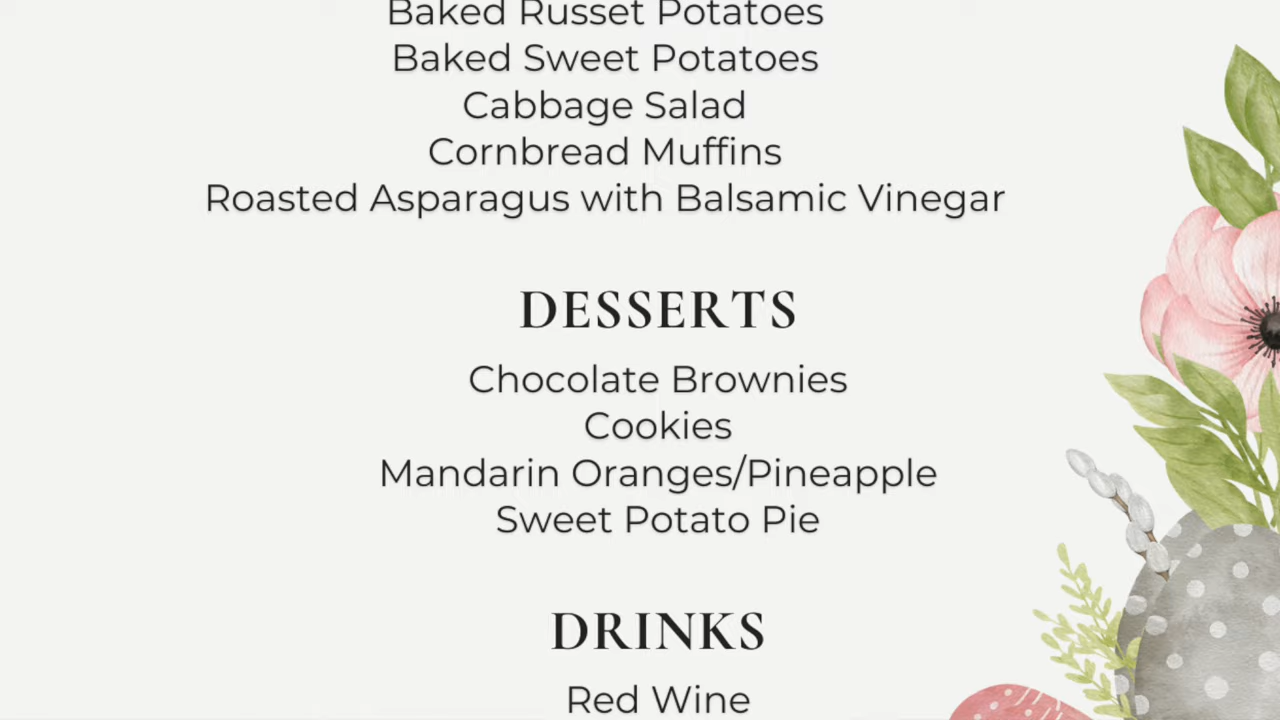 Baked Russet Potatoes
Baked Sweet Potatoes
Cabbage Salad
Cornbread Muffins
Roasted Asparagus with Balsamic Vinegar
DESSERTS
Chocolate Brownies
Cookies
Mandarin Oranges/Pineapple
Sweet Potato Pie
DRINKS
Red Wine